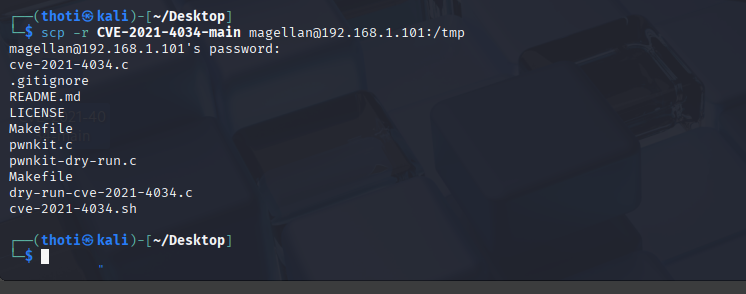 ┌──(thoti㉿kali)-[~/Desktop]
└─$ scp -r CVE-2021-4034-main magellan@192.168.1.101:/tmp
magellan@192.168.1.101's password:
cve-2021-4034.c
.gitignore
README.md
LICENSE
Makefile
pwnkit.c
pwnkit-dry-run.c
Makefile
dry-run-cve-2021-4034.c
cve-2021-4034.sh
┌──(thoti㉿kali)-[~/Desktop]
└─$